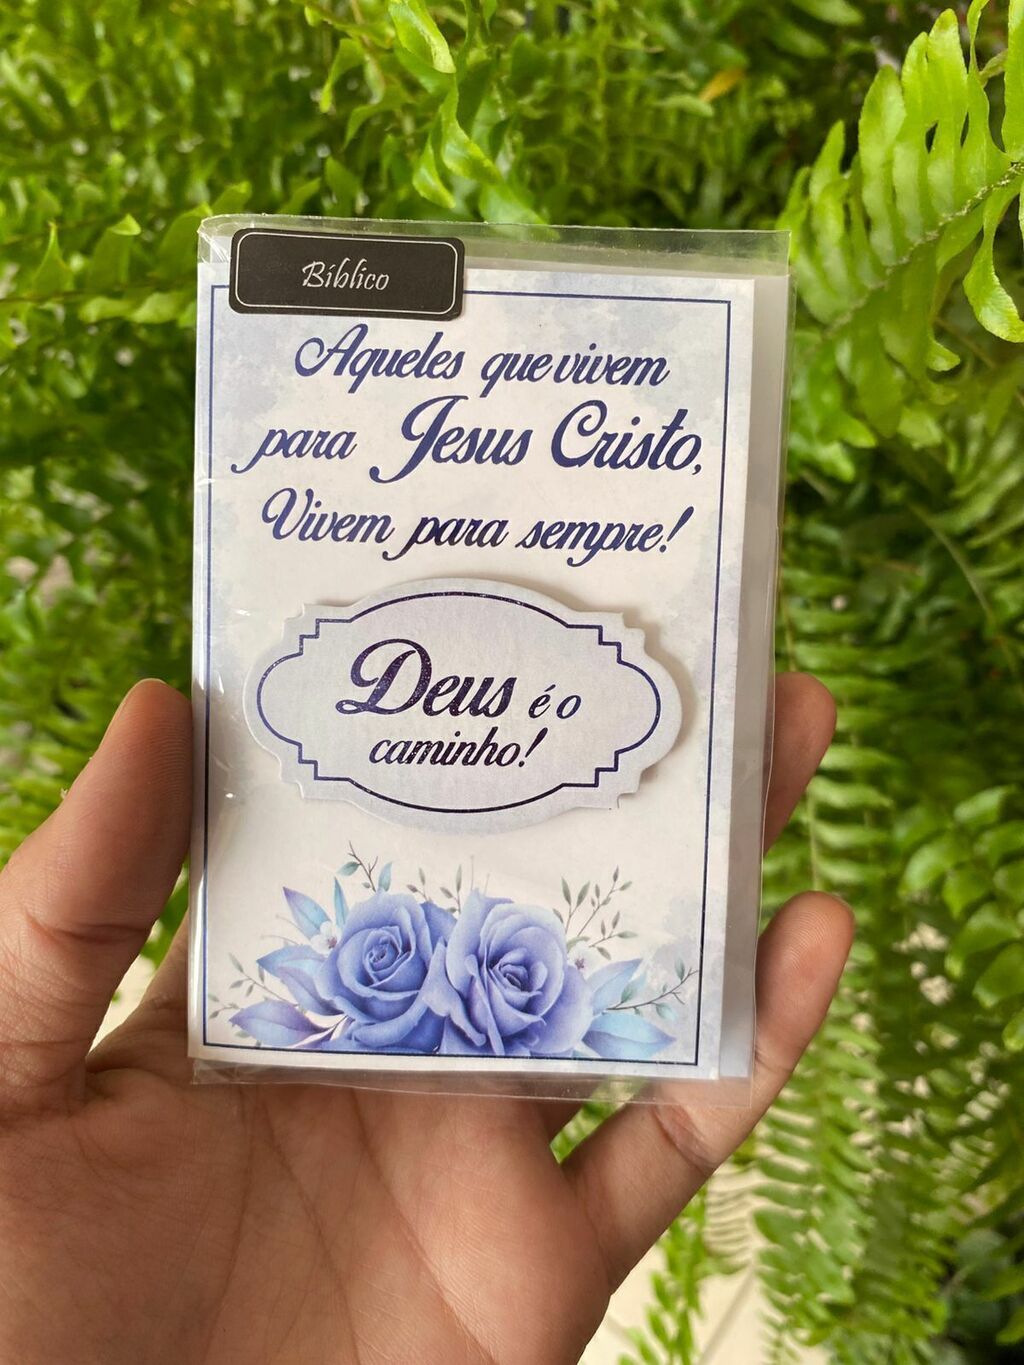 Bíblico
Aqueles que vivem
para Jesus Cristo,
Vivem para sempre!
Deus é o
caminho!